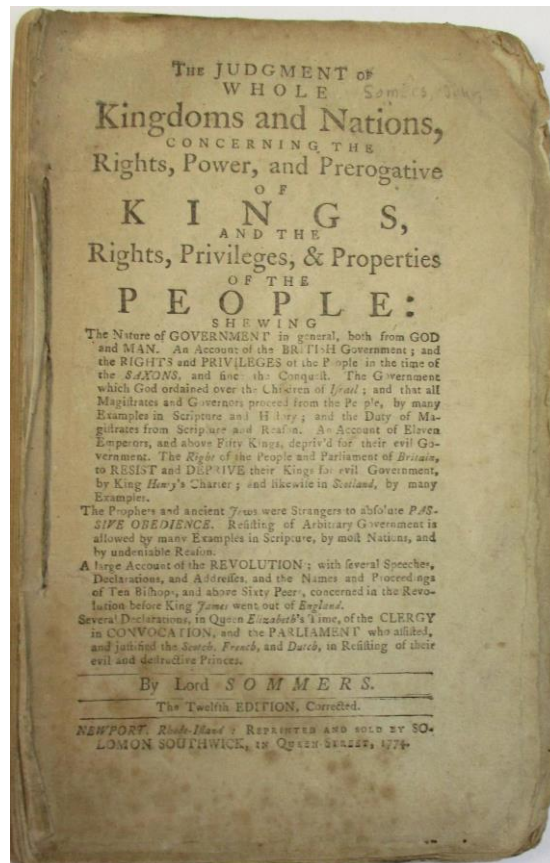 THE JUDGMENT OF
WHOLE
Somers, John
Kingdoms and Nations,
CONCERNING THE
Rights, Power, and Prerogative
OF
KINGS,
AND THE
Rights, Privileges, & Properties
OF THE
PEOPLE:
SHEWING
The Nature of GOVERNMENT in general, both from GOD
and MAN. An Account of the BRITISH Government; and
the RIGHTS and PRIVILEGES of the People in the time of
the SAXONS, and since the Conquest. The Government
which God ordained over the Children of Israel; and that all
Magistrates and Governors proceed from the People, by many
Examples in Scripture and History; and the Duty of Ma-
gistrates from Scripture and Reason. An Account of Eleven
Emperors, and above Fifty Kings, depriv'd for their evil Go-
vernment. The Right of the People and Parliament of Britain,
to RESIST and DEPRIVE their Kings for evil Government,
by King Henry's Charter; and likewise in Scotland, by many
Examples.
The Prophets and ancient Jews were Strangers to absolute PAS-
SIVE OBEDIENCE. Resisting of Arbitrary Government is
allowed by many Examples in Scripture, by most Nations, and
by undeniable Reason.
A large Account of the REVOLUTION; with several Speeches,
Declarations, and Addresses, and the Names and Proceedings
of Ten Bishops, and above Sixty Peers, concerned in the Revo-
lution before King James went out of England.
Several Declarations, in Queen Elizabeth's Time, of the CLERGY
in CONVOCATION, and the PARLIAMENT who assisted,
and justified the Scotch, French, and Dutch, in Resisting of their
evil and destructive Princes.
By Lord SOMMERS.
The Twelfth EDITION, Corrected.
NEWPORT. Rhode-Island: REPRINTED AND SOLD BY SO-
LOMON SOUTHWICK, IN QUEEN-STREET, 1774.